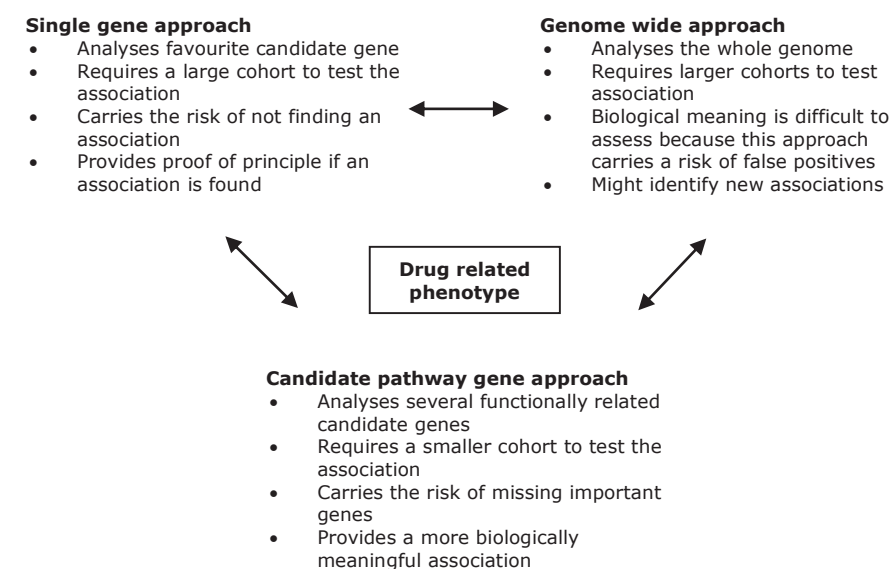 Single gene approach
• Analyses favourite candidate gene
• Requires a large cohort to test the
association
• Carries the risk of not finding an
association
• Provides proof of principle if an
association is found
Genome wide approach
• Analyses the whole genome
• Requires larger cohorts to test
association
• Biological meaning is difficult to
assess because this approach
carries a risk of false positives
• Might identify new associations
Drug related
phenotype
Candidate pathway gene approach
• Analyses several functionally related
candidate genes
• Requires a smaller cohort to test the
association
• Carries the risk of missing important
genes
• Provides a more biologically
meaningful association